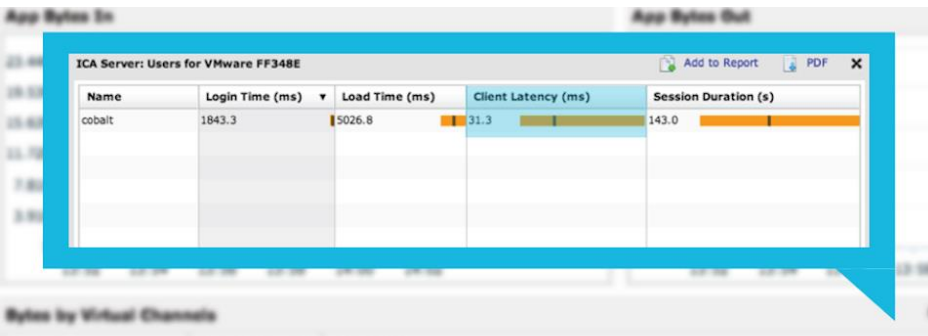 App Bytes In
App Bytes Out
ICA Server: Users for VMware FF348E
Add to Report
PDF
Name
Login Time (ms)
Load Time (ms)
Client Latency (ms)
Session Duration (s)
cobalt
1843.3
5026.8
31.3
143.0
Bytes by Virtual Channels